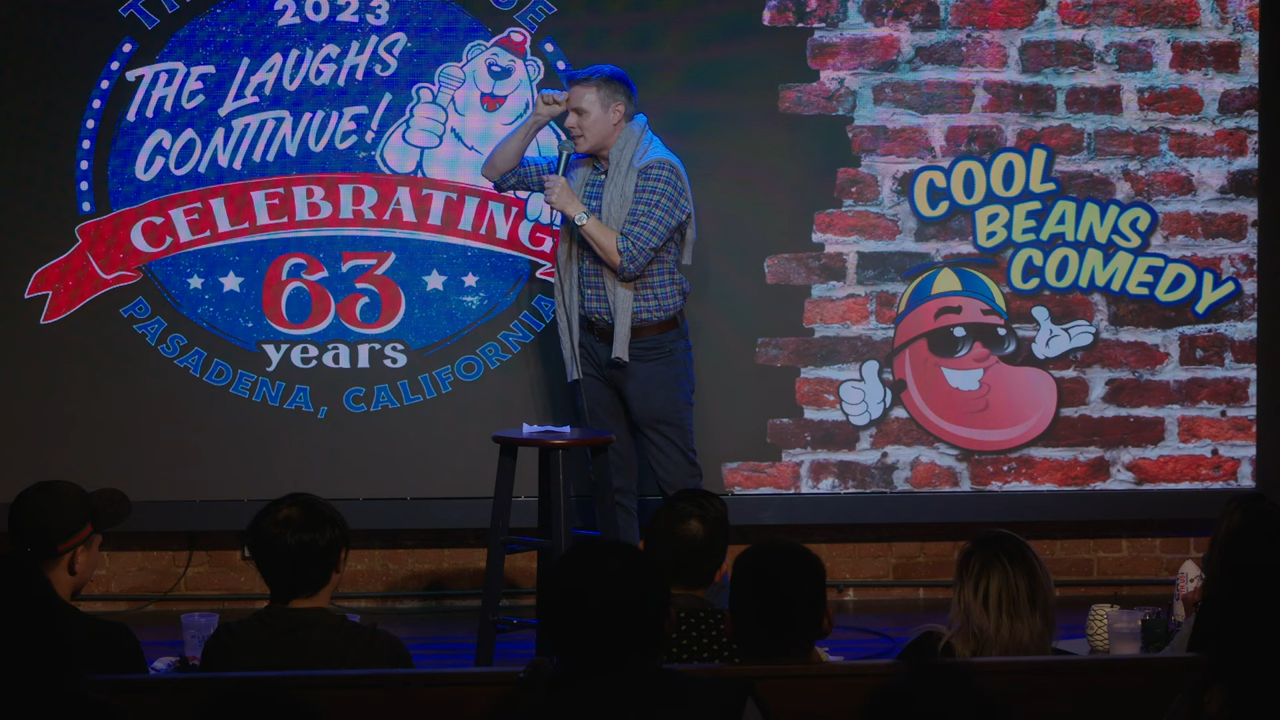 2023
THE LAUGHS
CONTINUE!
CELEBRATING
63
years
PASADENA, CALIFORNIA
COOL
BEANS
COMEDY